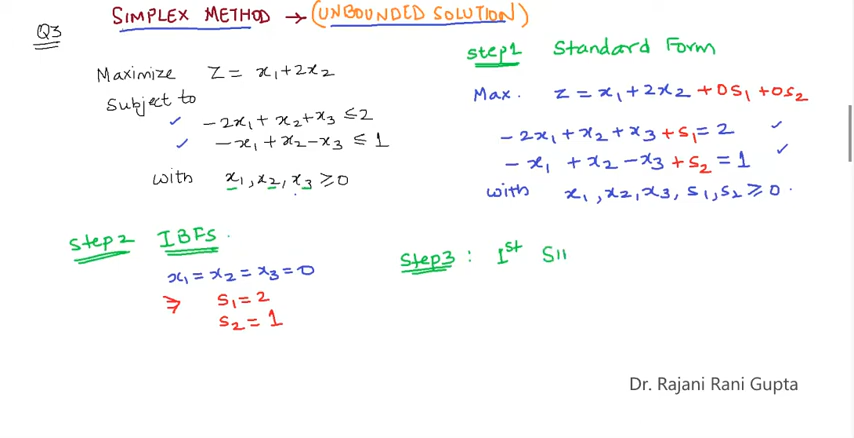 Q3
SIMPLEX METHOD → (UNBOUNDED SOLUTION)
Maximize Z = x₁+2x₂
Subject to
-2x₁+x₂+x₃ ≤ 2
-x₁+x₂-x₃ ≤ 1
with x₁, x₂, x₃ ≥ 0
Step1 Standard Form
Max. Z = x₁+2x₂+0s₁+0s₂
-2x₁+x₂+x₃+s₁=2
-x₁+x₂-x₃+s₂=1
with x₁, x₂, x₃, s₁, s₂ ≥ 0.
Step2 IBFS.
x₁=x₂=x₃=0
⇒ s₁=2
s₂=1
Step3: Iˢᵗ
Dr. Rajani Rani Gupta